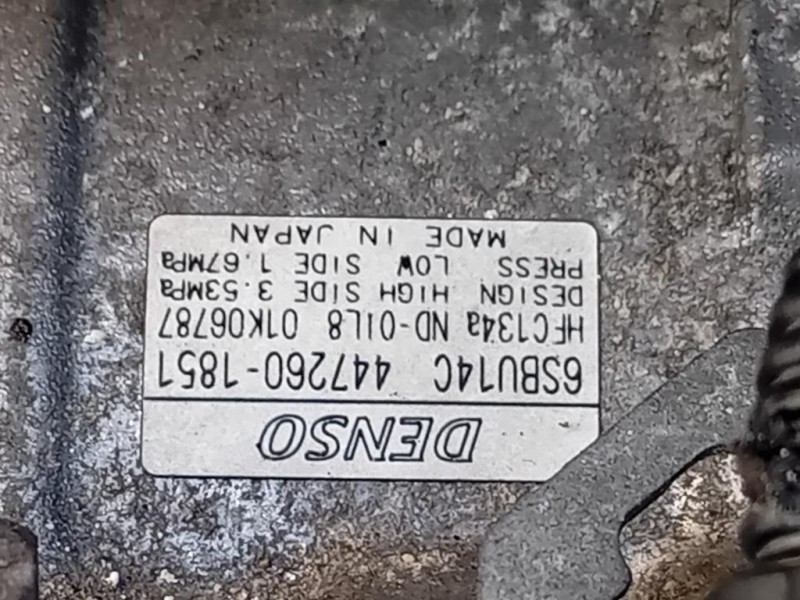 DENSO
6SBU14C 447260-1851
HFC134a ND-OIL8 01K06787
DESIGN HIGH SIDE 3.53MPa
PRESS LOW SIDE 1.67MPa
MADE IN JAPAN